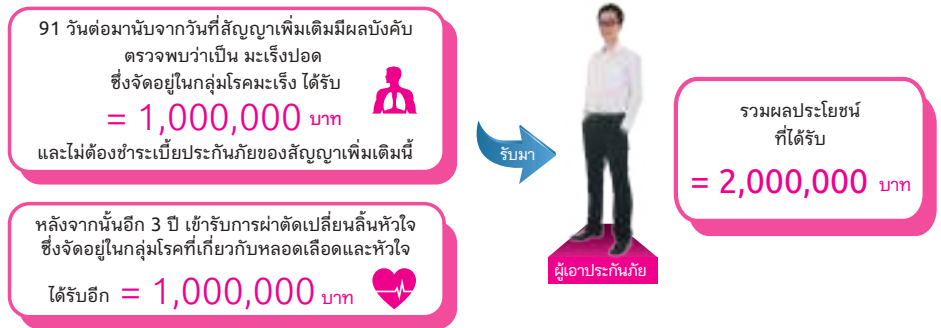 91 วันต่อมานับจากวันที่สัญญาเพิ่มเติมมีผลบังคับ
ตรวจพบว่าเป็น มะเร็งปอด
ซึ่งจัดอยู่ในกลุ่มโรคมะเร็ง ได้รับ
= 1,000,000 บาท
และไม่ต้องชำระเบี้ยประกันภัยของสัญญาเพิ่มเติมนี้
หลังจากนั้นอีก 3 ปี เข้ารับการผ่าตัดเปลี่ยนลิ้นหัวใจ
ซึ่งจัดอยู่ในกลุ่มโรคที่เกี่ยวกับหลอดเลือดและหัวใจ
ได้รับอีก = 1,000,000 บาท
รับมา
ผู้เอาประกันภัย
รวมผลประโยชน์
ที่ได้รับ
= 2,000,000 บาท